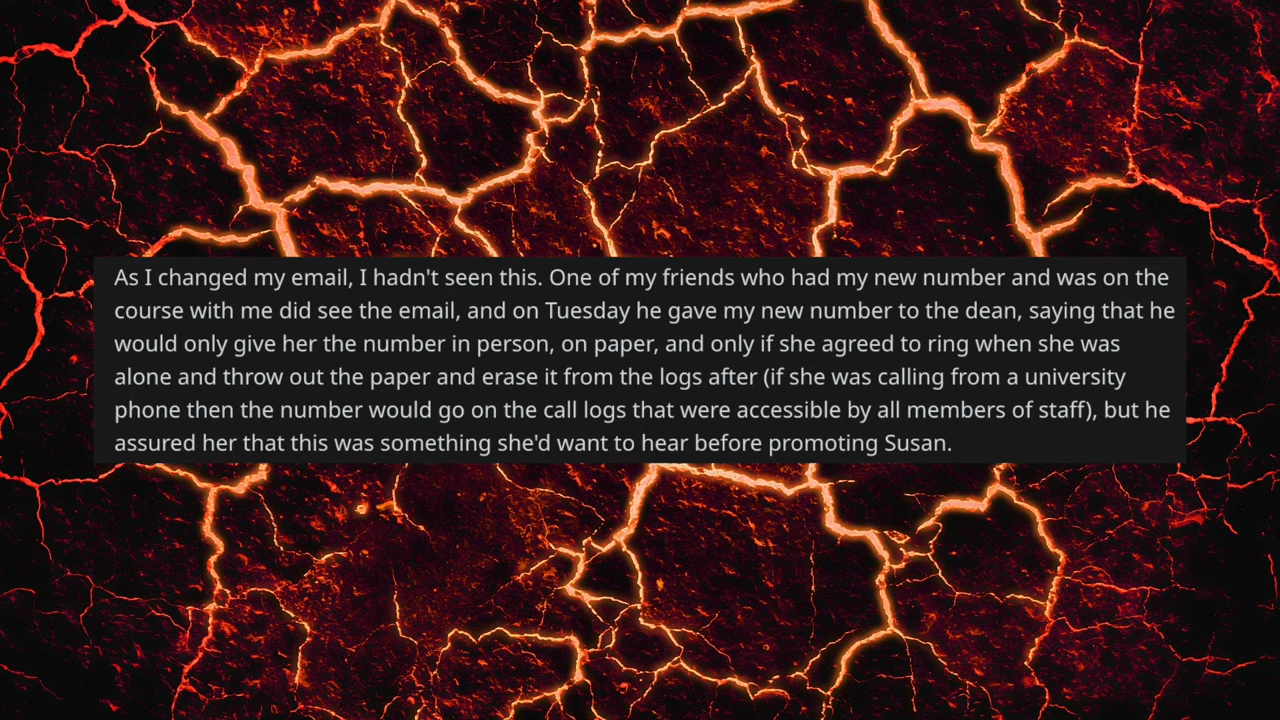 As I changed my email, I hadn't seen this. One of my friends who had my new number and was on the
course with me did see the email, and on Tuesday he gave my new number to the dean, saying that he
would only give her the number in person, on paper, and only if she agreed to ring when she was
alone and throw out the paper and erase it from the logs after (if she was calling from a university
phone then the number would go on the call logs that were accessible by all members of staff), but he
assured her that this was something she'd want to hear before promoting Susan.